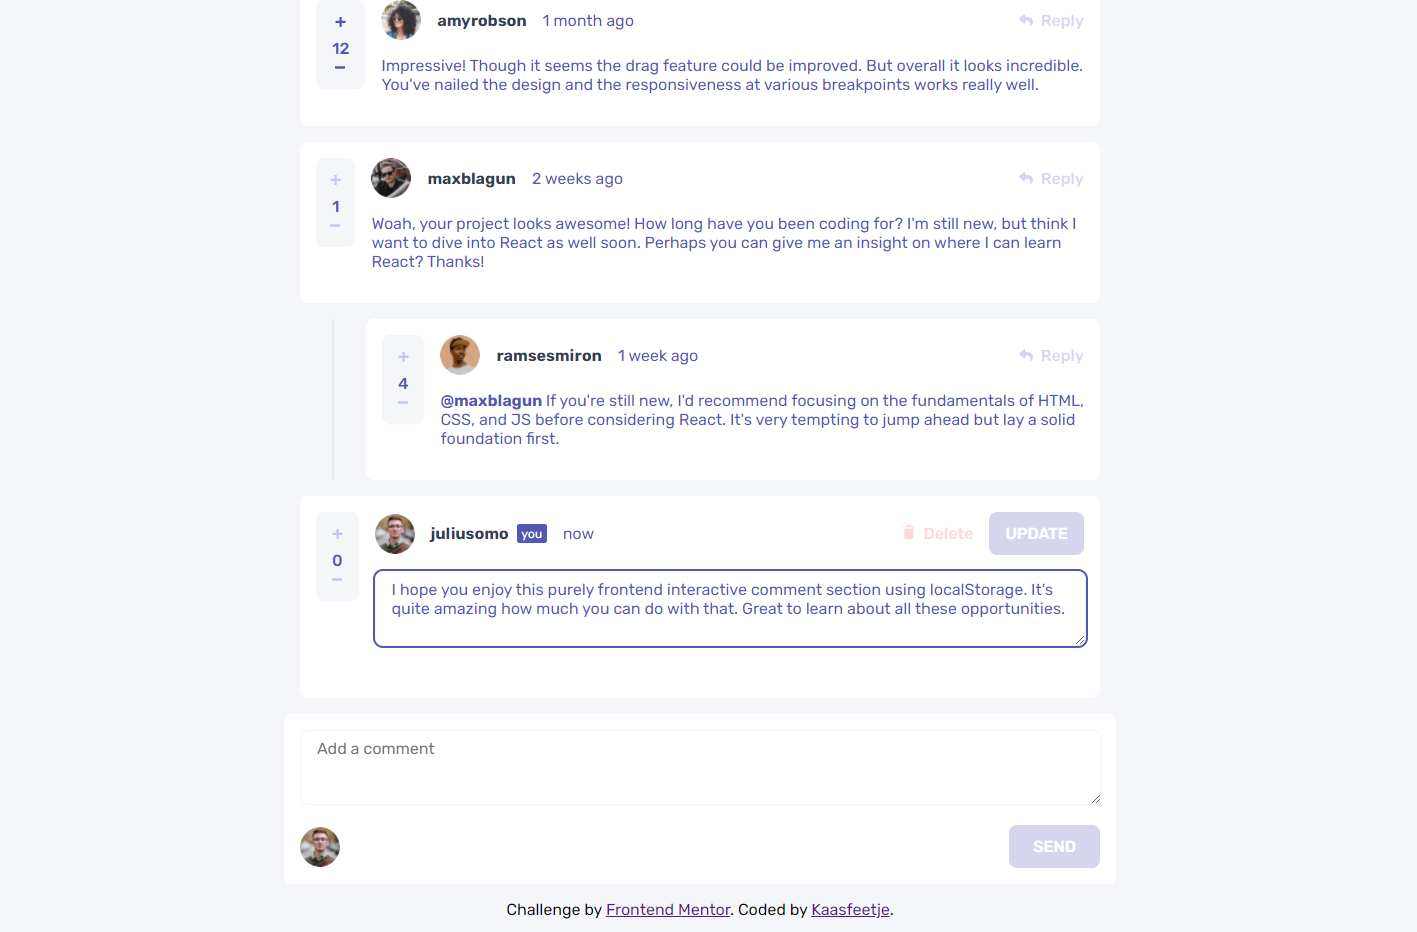 +
amyrobson 1 month ago Reply
12
−
Impressive! Though it seems the drag feature could be improved. But overall it looks incredible.
You've nailed the design and the responsiveness at various breakpoints works really well.
+
maxblagun 2 weeks ago Reply
1
−
Woah, your project looks awesome! How long have you been coding for? I'm still new, but think I
want to dive into React as well soon. Perhaps you can give me an insight on where I can learn
React? Thanks!
+
ramsesmiron 1 week ago Reply
4
−
@maxblagun If you're still new, I'd recommend focusing on the fundamentals of HTML,
CSS, and JS before considering React. It's very tempting to jump ahead but lay a solid
foundation first.
+
juliusomo you now Delete UPDATE
0
−
I hope you enjoy this purely frontend interactive comment section using localStorage. It's
quite amazing how much you can do with that. Great to learn about all these opportunities.
Add a comment
SEND
Challenge by Frontend Mentor. Coded by Kaasfeetje.